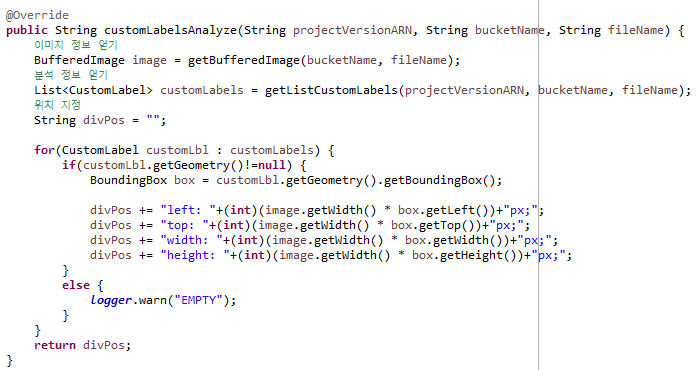 @Override
public String customLabelsAnalyze(String projectVersionARN, String bucketName, String fileName) {
이미지 정보 얻기
BufferedImage image = getBufferedImage(bucketName, fileName);
분석 정보 얻기
List<CustomLabel> customLabels = getListCustomLabels(projectVersionARN, bucketName, fileName);
위치 지정
String divPos = "";
for(CustomLabel customLbl : customLabels) {
if(customLbl.getGeometry()!=null) {
BoundingBox box = customLbl.getGeometry().getBoundingBox();
divPos += "left: "+(int)(image.getWidth() * box.getLeft())+"px;";
divPos += "top: "+(int)(image.getWidth() * box.getTop())+"px;";
divPos += "width: "+(int)(image.getWidth() * box.getWidth())+"px;";
divPos += "height: "+(int)(image.getWidth() * box.getHeight())+"px;";
}
else {
Logger.warn("EMPTY");
}
}
return divPos;
}